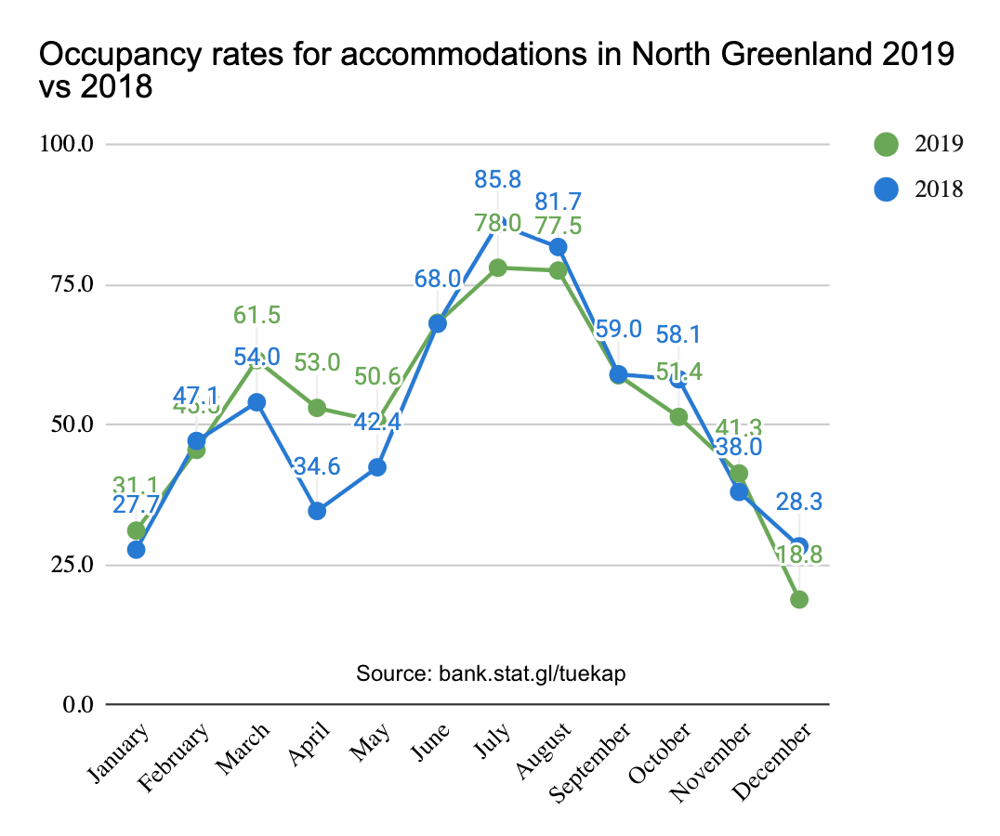 Occupancy rates for accommodations in North Greenland 2019
vs 2018
100.0
2019
2018
85.8
81.7
78.0
77.5
75.0
61.5
68.0
59.0
58.1
54.0
53.0
50.6
51.4
47.1
50.0
42.4
41.3
38.0
34.6
31.1
27.7
28.3
25.0
18.8
Source: bank.stat.gl/tuekap
0.0
January
February
March
April
May
June
July
August
September
October
November
December